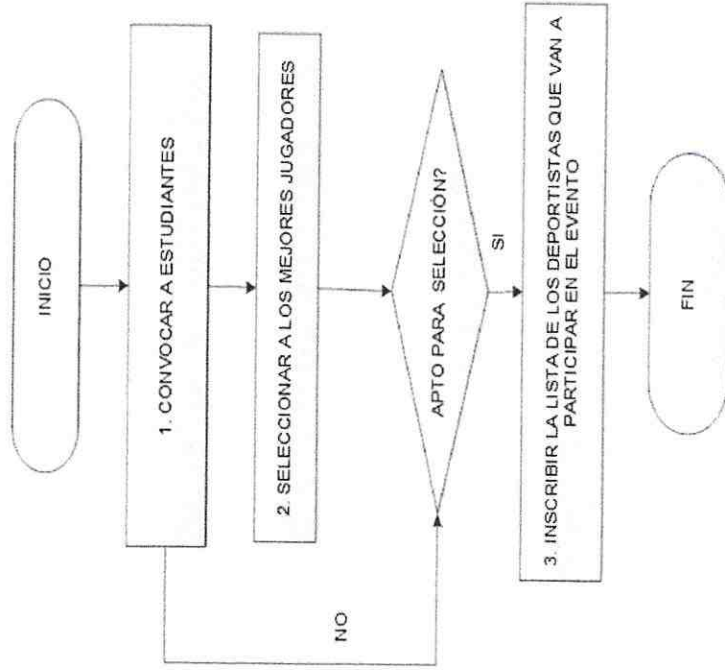 INICIO
1. CONVOCAR A ESTUDIANTES
2. SELECCIONAR A LOS MEJORES JUGADORES
APTO PARA SELECCIÓN?
NO
SI
3. INSCRIBIR LA LISTA DE LOS DEPORTISTAS QUE VAN A
PARTICIPAR EN EL EVENTO
FIN